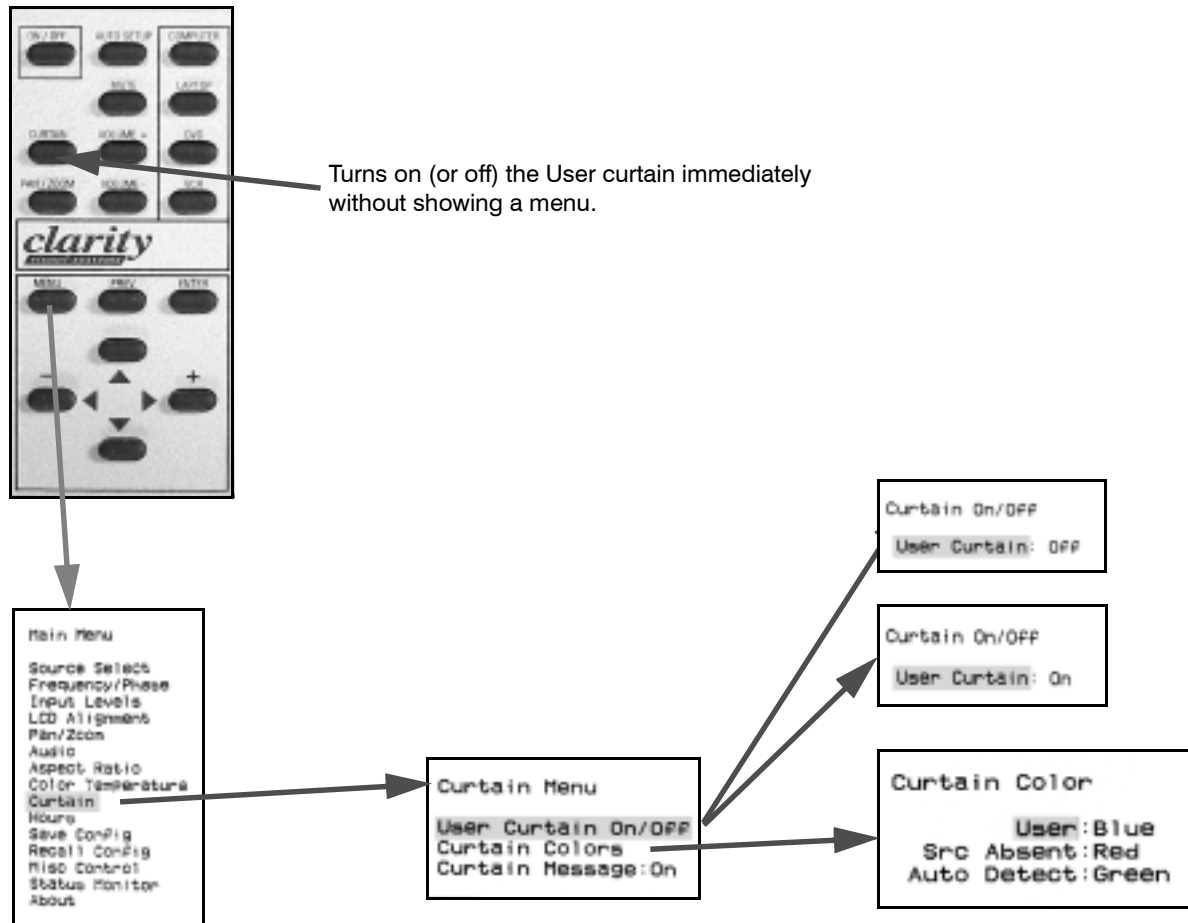 ON / OFF AUTO SETUP COMPUTER
MUTE LAPTOP
CURTAIN VOLUME + DVD
PAN / ZOOM VOLUME - VCR
clarity
MENU PREV ENTER
- +
Turns on (or off) the User curtain immediately
without showing a menu.
Main Menu
Source Select
Frequency/Phase
Input Levels
LCD Alignment
Pan/Zoom
Audio
Aspect Ratio
Color Temperature
Curtain
Hours
Save Config
Recall Config
Misc Control
Status Monitor
About
Curtain Menu
User Curtain On/Off
Curtain Colors
Curtain Message:On
Curtain On/Off
User Curtain: Off
Curtain On/Off
User Curtain: On
Curtain Color
User:Blue
Src Absent:Red
Auto Detect:Green